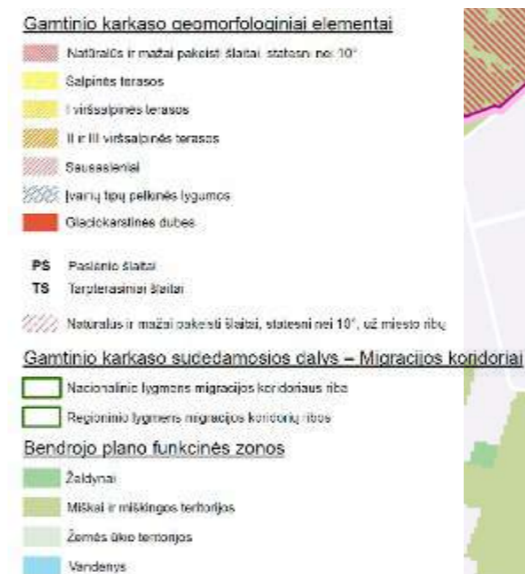 Gamtinio karkaso geomorfologiniai elementai
Natūralūs ir mažai pakeisti šlaitai, statesni nei 10°
Salpinės terasos
I viršsalpinės terasos
II ir III viršsalpinės terasos
Sausaslėniai
Įvairių tipų pelkinės lygumos
Glaciokarstinės dubės
PS Paslėnio šlaitai
TS Tarpterasiniai šlaitai
Natūralūs ir mažai pakeisti šlaitai, statesni nei 10°, už miesto ribų
Gamtinio karkaso sudedamosios dalys – Migracijos koridoriai
Nacionalinio lygmens migracijos koridoriaus riba
Regioninio lygmens migracijos koridorių ribos
Bendrojo plano funkcinės zonos
Želdynai
Miškai ir miškingos teritorijos
Žemės ūkio teritorijos
Vandenys